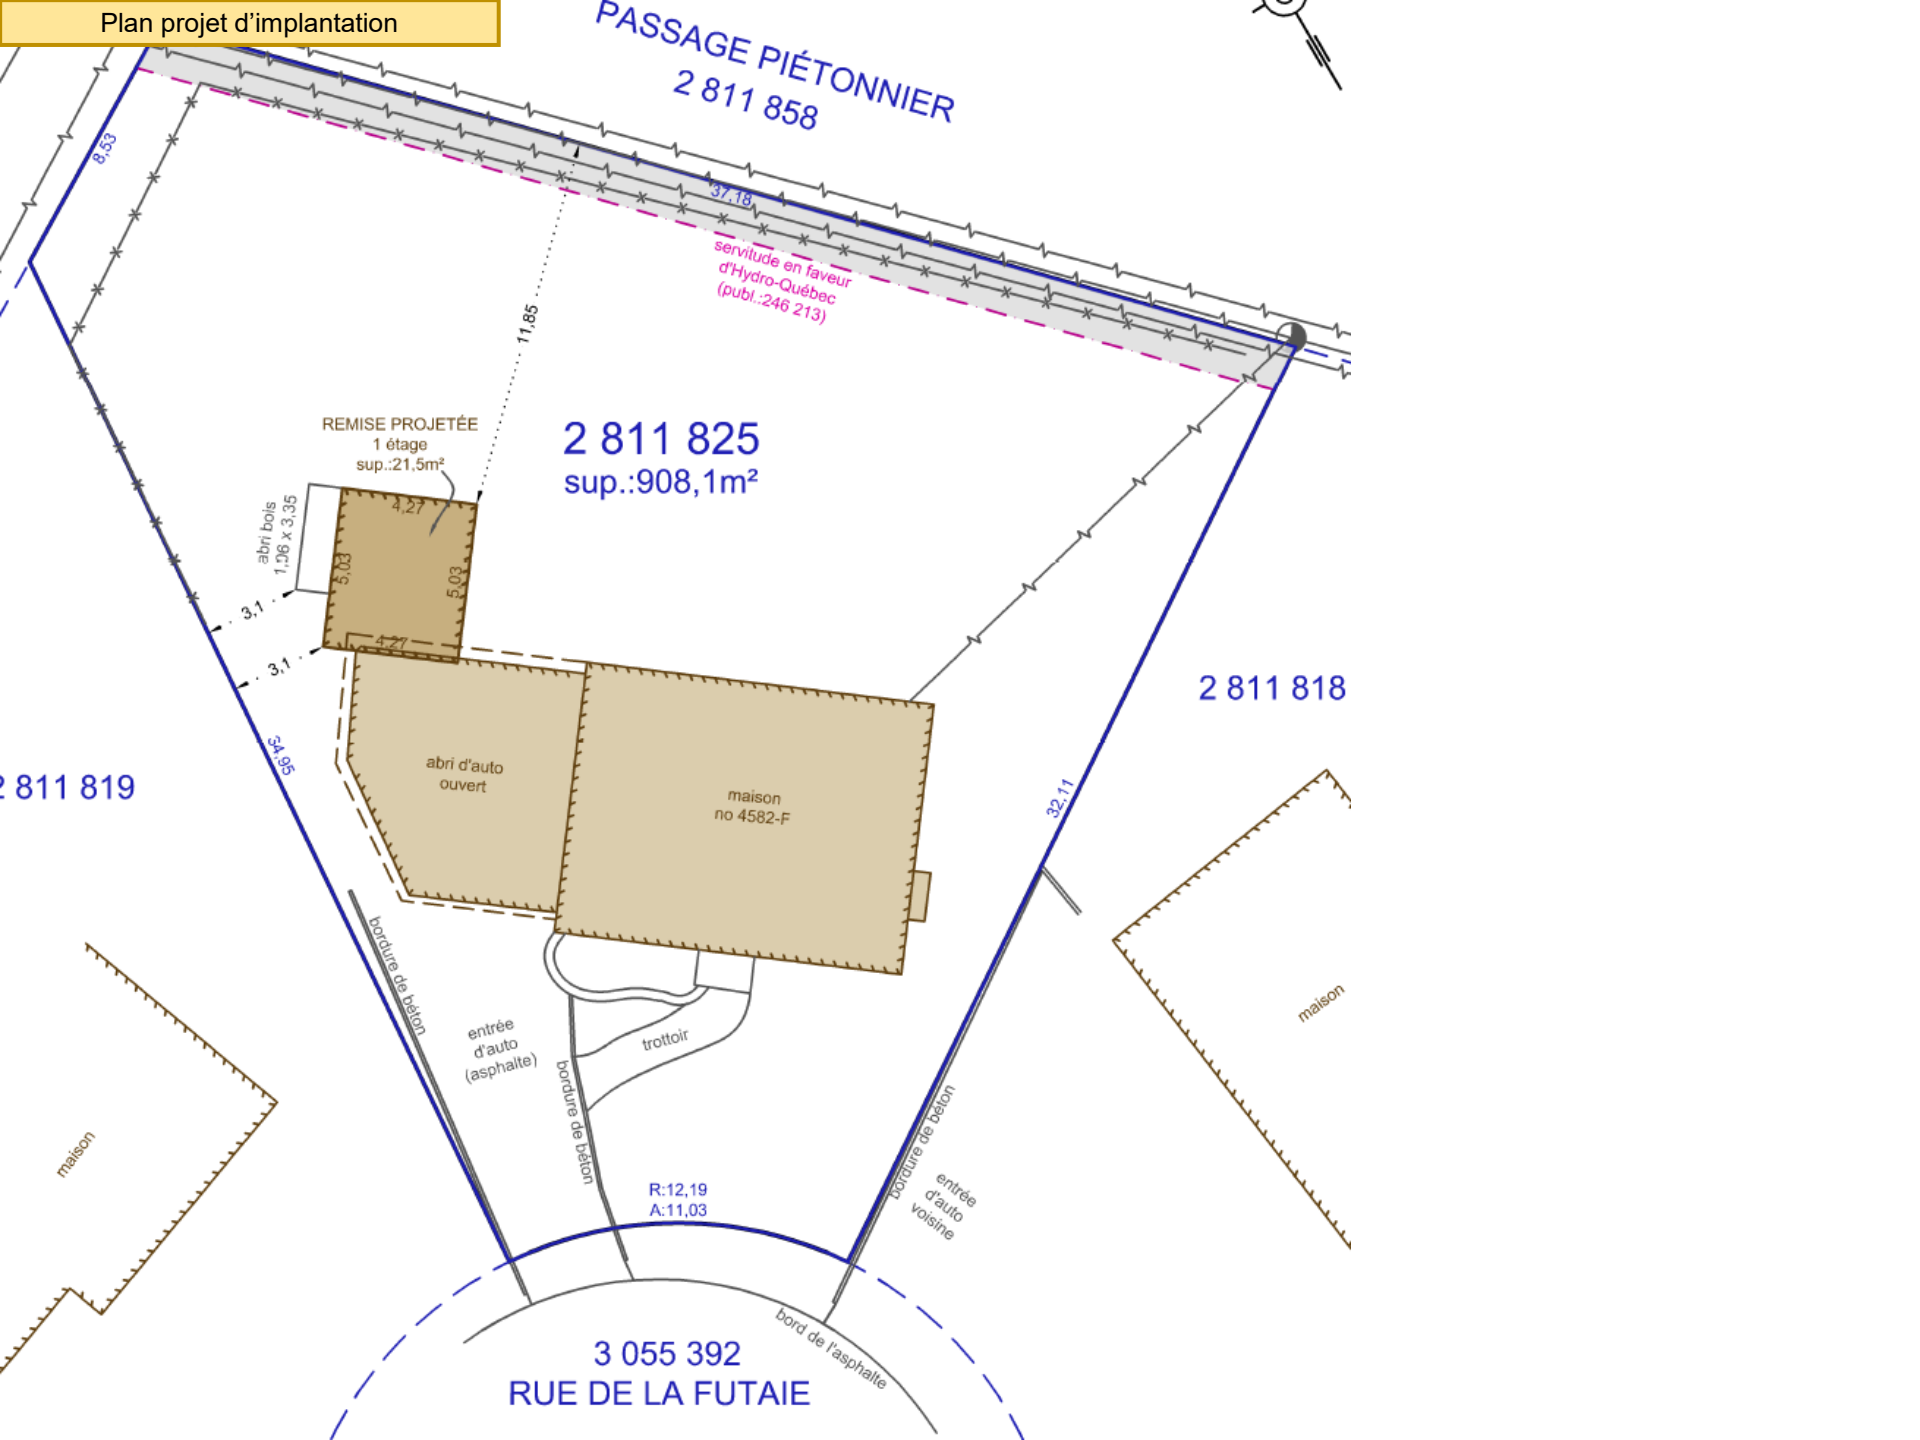 Plan projet d'implantation
PASSAGE PIÉTONNIER
2 811 858
8,53
37,18
servitude en faveur
d'Hydro-Québec
(publ.:246 213)
11,85
REMISE PROJETÉE
1 étage
sup.:21,5m²
2 811 825
sup.:908,1m²
abri bois
1,06 x 3,35
4,27
5,03
5,03
4,27
3,1
3,1
34,95
2 811 818
2 811 819
abri d'auto
ouvert
maison
no 4582-F
32,11
bordure de béton
entrée
d'auto
(asphalte)
trottoir
bordure de béton
bordure de béton
maison
maison
entrée
d'auto
voisine
R:12,19
A:11,03
bord de l'asphalte
3 055 392
RUE DE LA FUTAIE